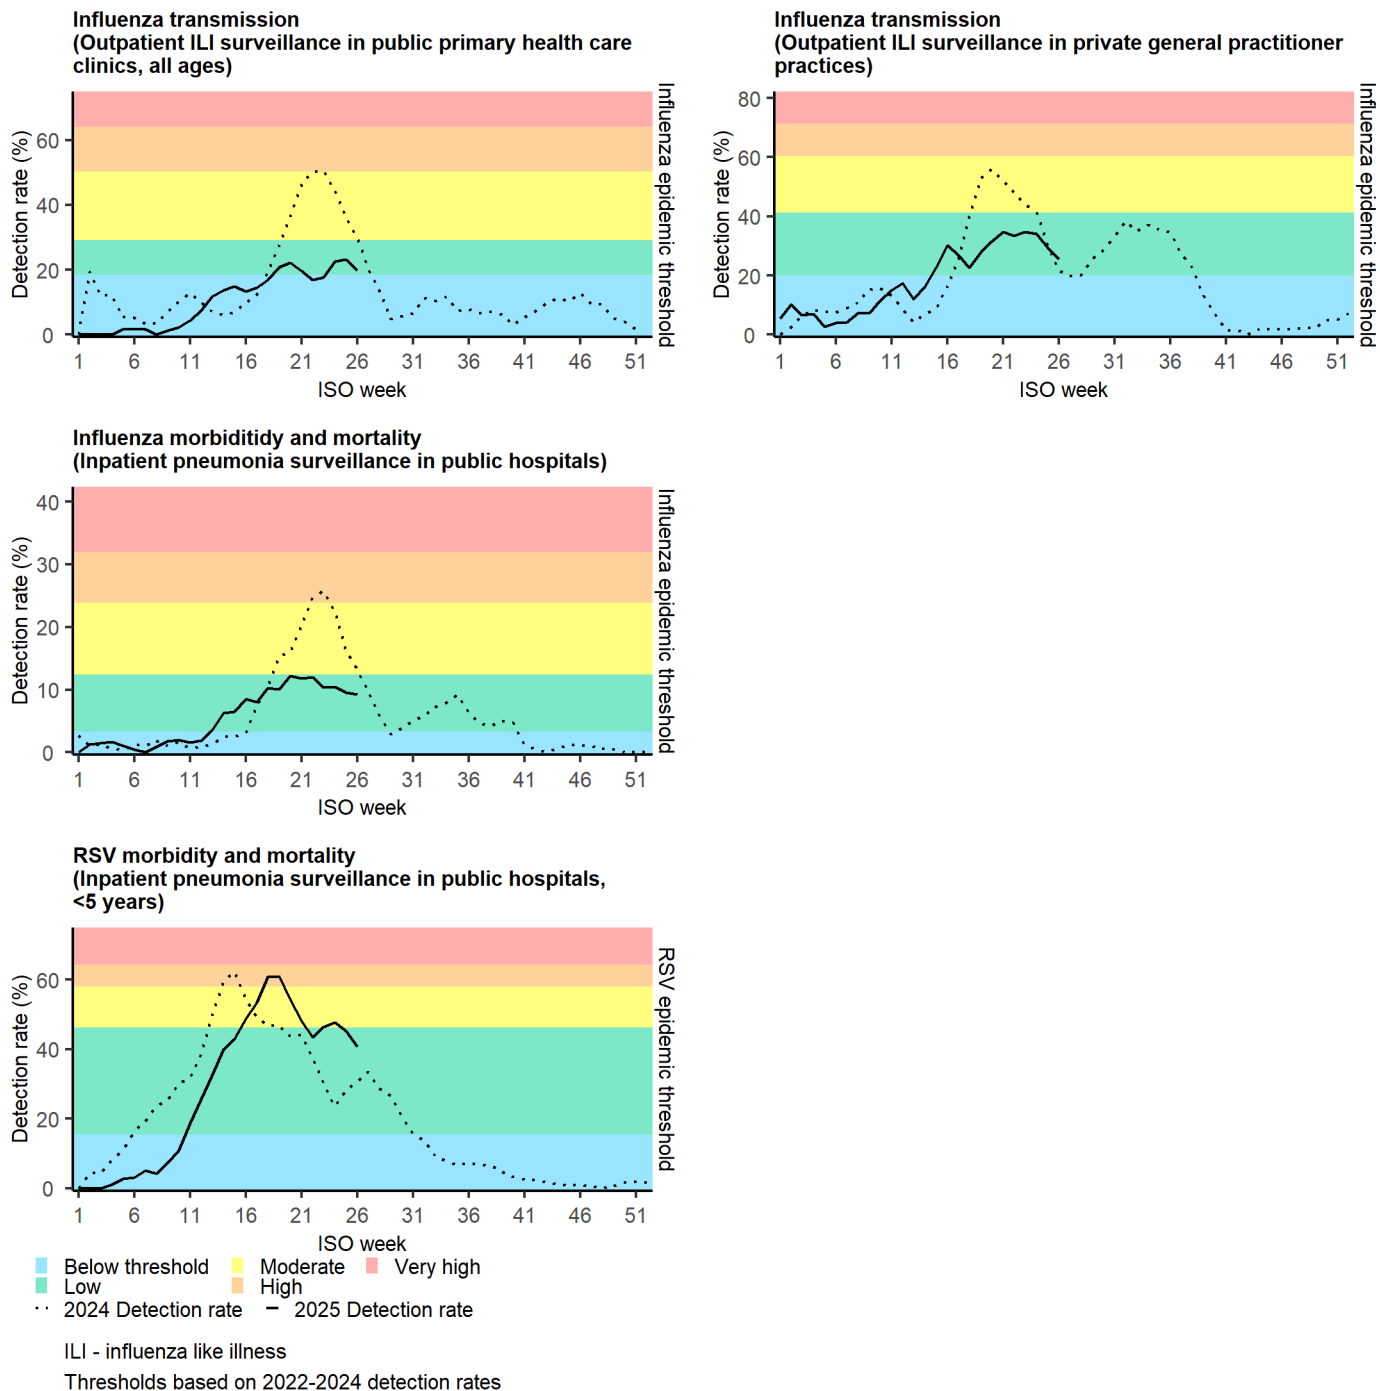 Influenza transmission
(Outpatient ILI surveillance in public primary health care
clinics, all ages)
Detection rate (%)
60
40
20
0
1 6 11 16 21 26 31 36 41 46 51
ISO week
Influenza epidemic threshold
Influenza transmission
(Outpatient ILI surveillance in private general practitioner
practices)
Detection rate (%)
80
60
40
20
0
1 6 11 16 21 26 31 36 41 46 51
ISO week
Influenza epidemic threshold
Influenza morbiditidy and mortality
(Inpatient pneumonia surveillance in public hospitals)
Detection rate (%)
40
30
20
10
0
1 6 11 16 21 26 31 36 41 46 51
ISO week
Influenza epidemic threshold
RSV morbidity and mortality
(Inpatient pneumonia surveillance in public hospitals,
<5 years)
Detection rate (%)
60
40
20
0
1 6 11 16 21 26 31 36 41 46 51
ISO week
RSV epidemic threshold
Below threshold Moderate Very high
Low High
2024 Detection rate 2025 Detection rate
ILI - influenza like illness
Thresholds based on 2022-2024 detection rates